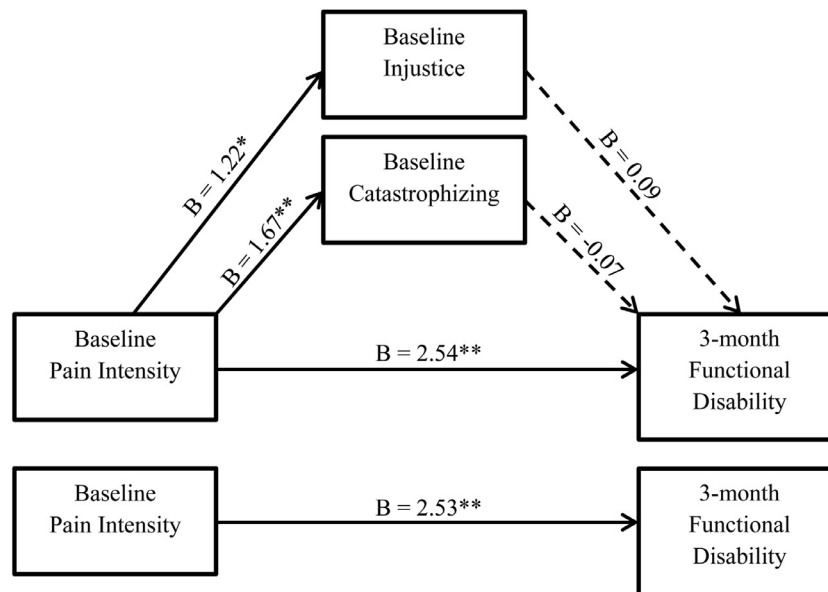 Baseline
Injustice
B = 1.22*
B = 0.09
Baseline
Catastrophizing
B = 1.67**
B = -0.07
Baseline
Pain Intensity
B = 2.54**
3-month
Functional
Disability
Baseline
Pain Intensity
B = 2.53**
3-month
Functional
Disability